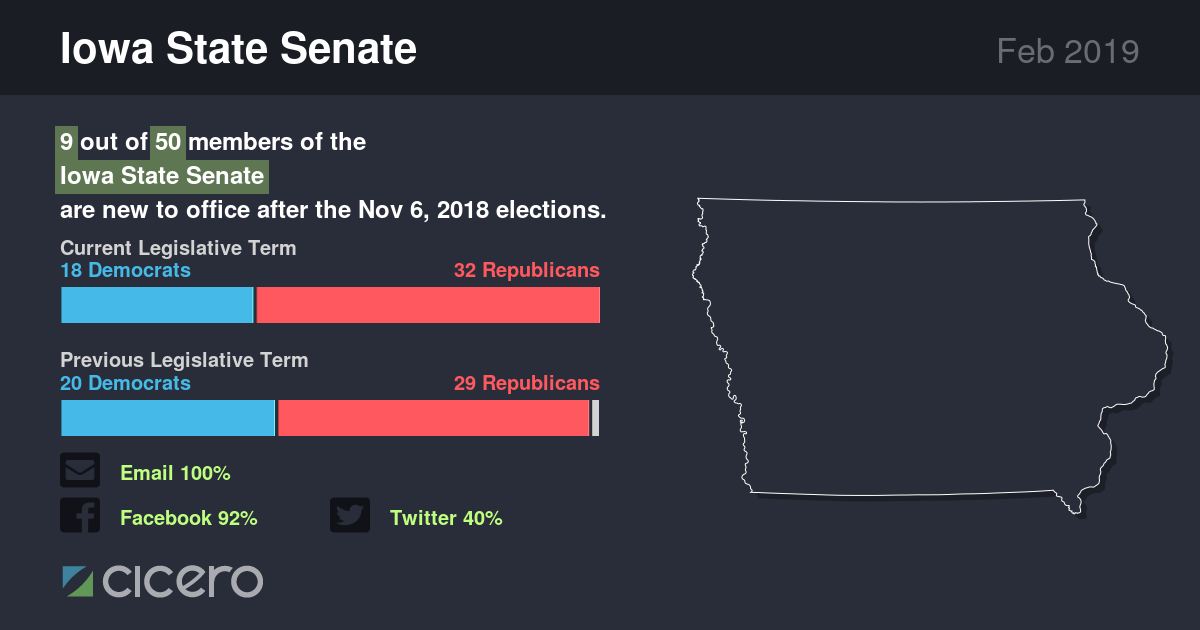 Iowa State Senate
Feb 2019
9 out of 50 members of the
Iowa State Senate
are new to office after the Nov 6, 2018 elections.
Current Legislative Term
18 Democrats 32 Republicans
Previous Legislative Term
20 Democrats 29 Republicans
Email 100%
Facebook 92% Twitter 40%
cicero